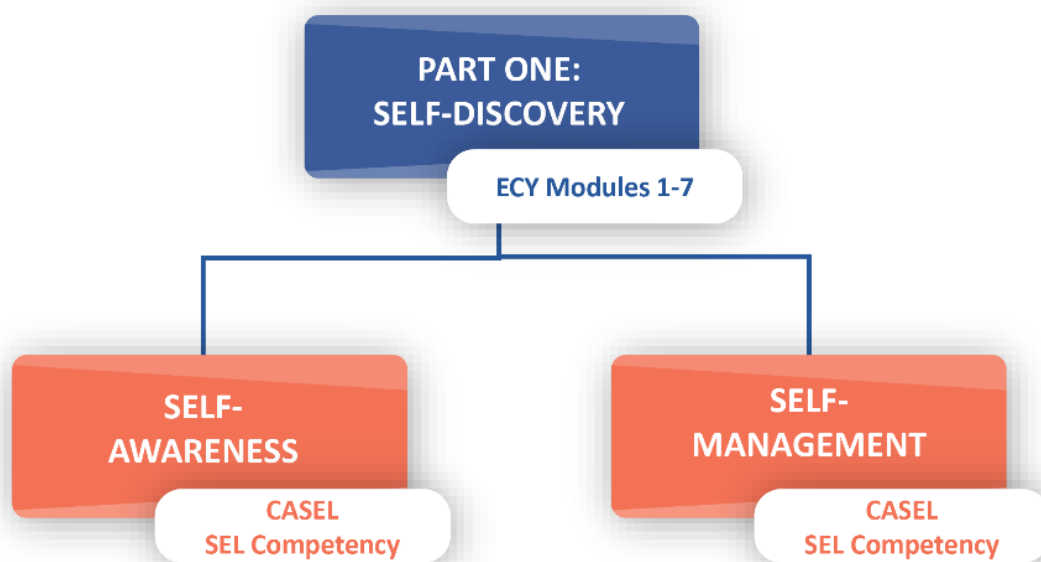 PART ONE:
SELF-DISCOVERY
ECY Modules 1-7
SELF-
AWARENESS
CASEL
SEL Competency
SELF-
MANAGEMENT
CASEL
SEL Competency